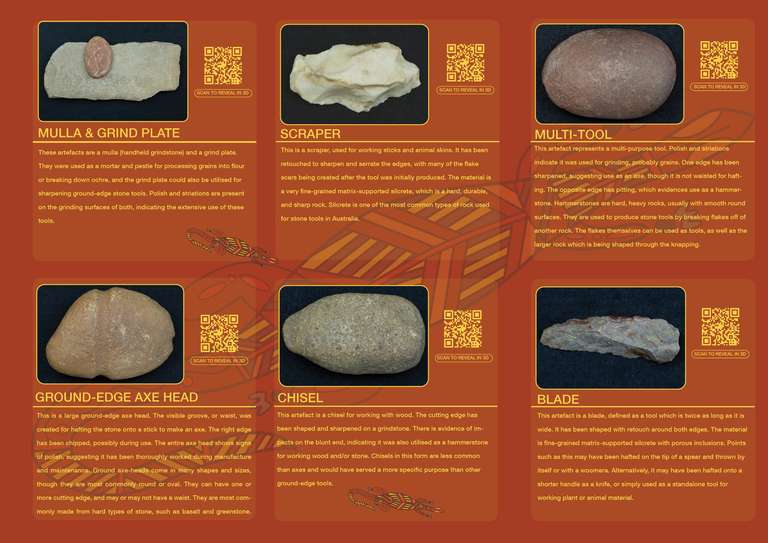 SCAN TO REVEAL IN 3D
MULLA & GRIND PLATE
These artefacts are a mulla (handheld grindstone) and a grind plate.
They were used as a mortar and pestle for processing grains into flour
or breaking down ochre, and the grind plate could also be utilised for
sharpening ground-edge stone tools. Polish and striations are present
on the grinding surfaces of both, indicating the extensive use of these
tools.
SCAN TO REVEAL IN 3D
SCRAPER
This is a scraper, used for working sticks and animal skins. It has been
retouched to sharpen and serrate the edges, with many of the flake
scars being created after the tool was initially produced. The material is
a very fine-grained matrix-supported silcrete, which is a hard, durable,
and sharp rock. Silcrete is one of the most common types of rock used
for stone tools in Australia.
SCAN TO REVEAL IN 3D
MULTI-TOOL
This artefact represents a multi-purpose tool. Polish and striations
indicate it was used for grinding, probably grains. One edge has been
sharpened, suggesting use as an axe, though it is not waisted for haft-
ing. The opposite edge has pitting, which evidences use as a hammer-
stone. Hammerstones are hard, heavy rocks, usually with smooth round
surfaces. They are used to produce stone tools by breaking flakes off of
another rock. The flakes themselves can be used as tools, as well as the
larger rock which is being shaped through the knapping.
SCAN TO REVEAL IN 3D
GROUND-EDGE AXE HEAD
This is a large ground-edge axe head. The visible groove, or waist, was
created for hafting the stone onto a stick to make an axe. The right edge
has been chipped, possibly during use. The entire axe head shows signs
of polish, suggesting it has been thoroughly worked during manufacture
and maintenance. Ground axe-heads come in many shapes and sizes,
though they are most commonly round or oval. They can have one or
more cutting edge, and may or may not have a waist. They are most com-
monly made from hard types of stone, such as basalt and greenstone.
SCAN TO REVEAL IN 3D
CHISEL
This artefact is a chisel for working with wood. The cutting edge has
been shaped and sharpened on a grindstone. There is evidence of im-
pacts on the blunt end, indicating it was also utilised as a hammerstone
for working wood and/or stone. Chisels in this form are less common
than axes and would have served a more specific purpose than other
ground-edge tools.
SCAN TO REVEAL IN 3D
BLADE
This artefact is a blade, defined as a tool which is twice as long as it is
wide. It has been shaped with retouch around both edges. The material
is fine-grained matrix-supported silcrete with porous inclusions. Points
such as this may have been hafted on the tip of a spear and thrown by
itself or with a woomera. Alternatively, it may have been hafted onto a
shorter handle as a knife, or simply used as a standalone tool for
working plant or animal material.